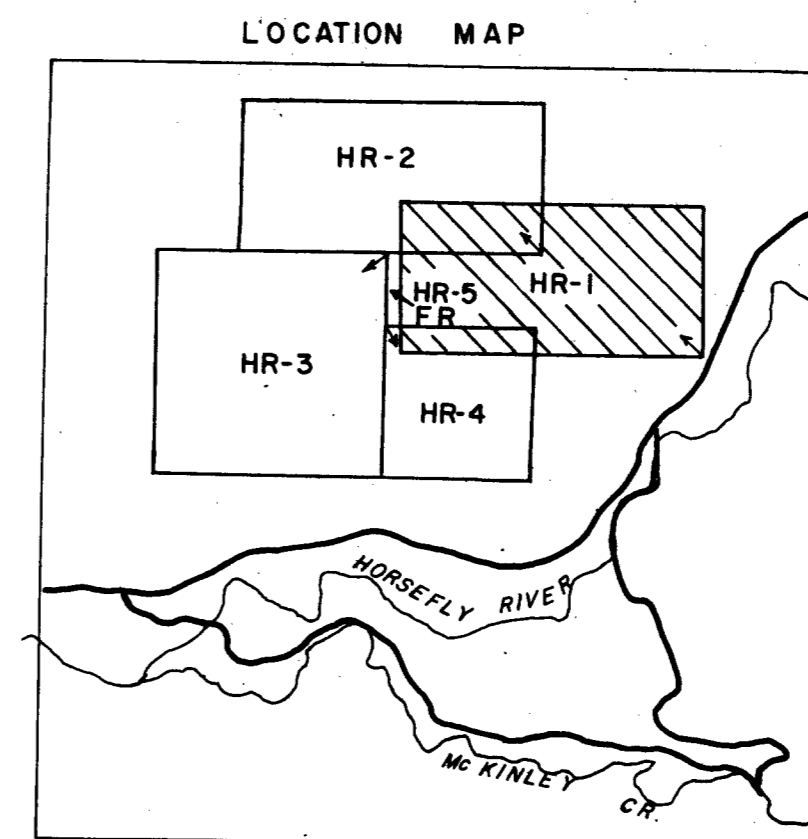 LOCATION MAP
HR-2
HR-1
HR-5
FR
HR-3
HR-4
HORSEFLY RIVER
Mc KINLEY CR.